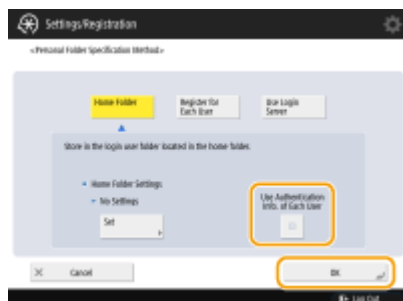 Settings/Registration
<Personal Folder Specification Method>
Home Folder
Register for
Each User
Use Login
Server
Store in the login user folder located in the home folder.
Home Folder Settings
No Settings
Set
Use Authentication
Info. of Each User
Cancel
OK
Log Out